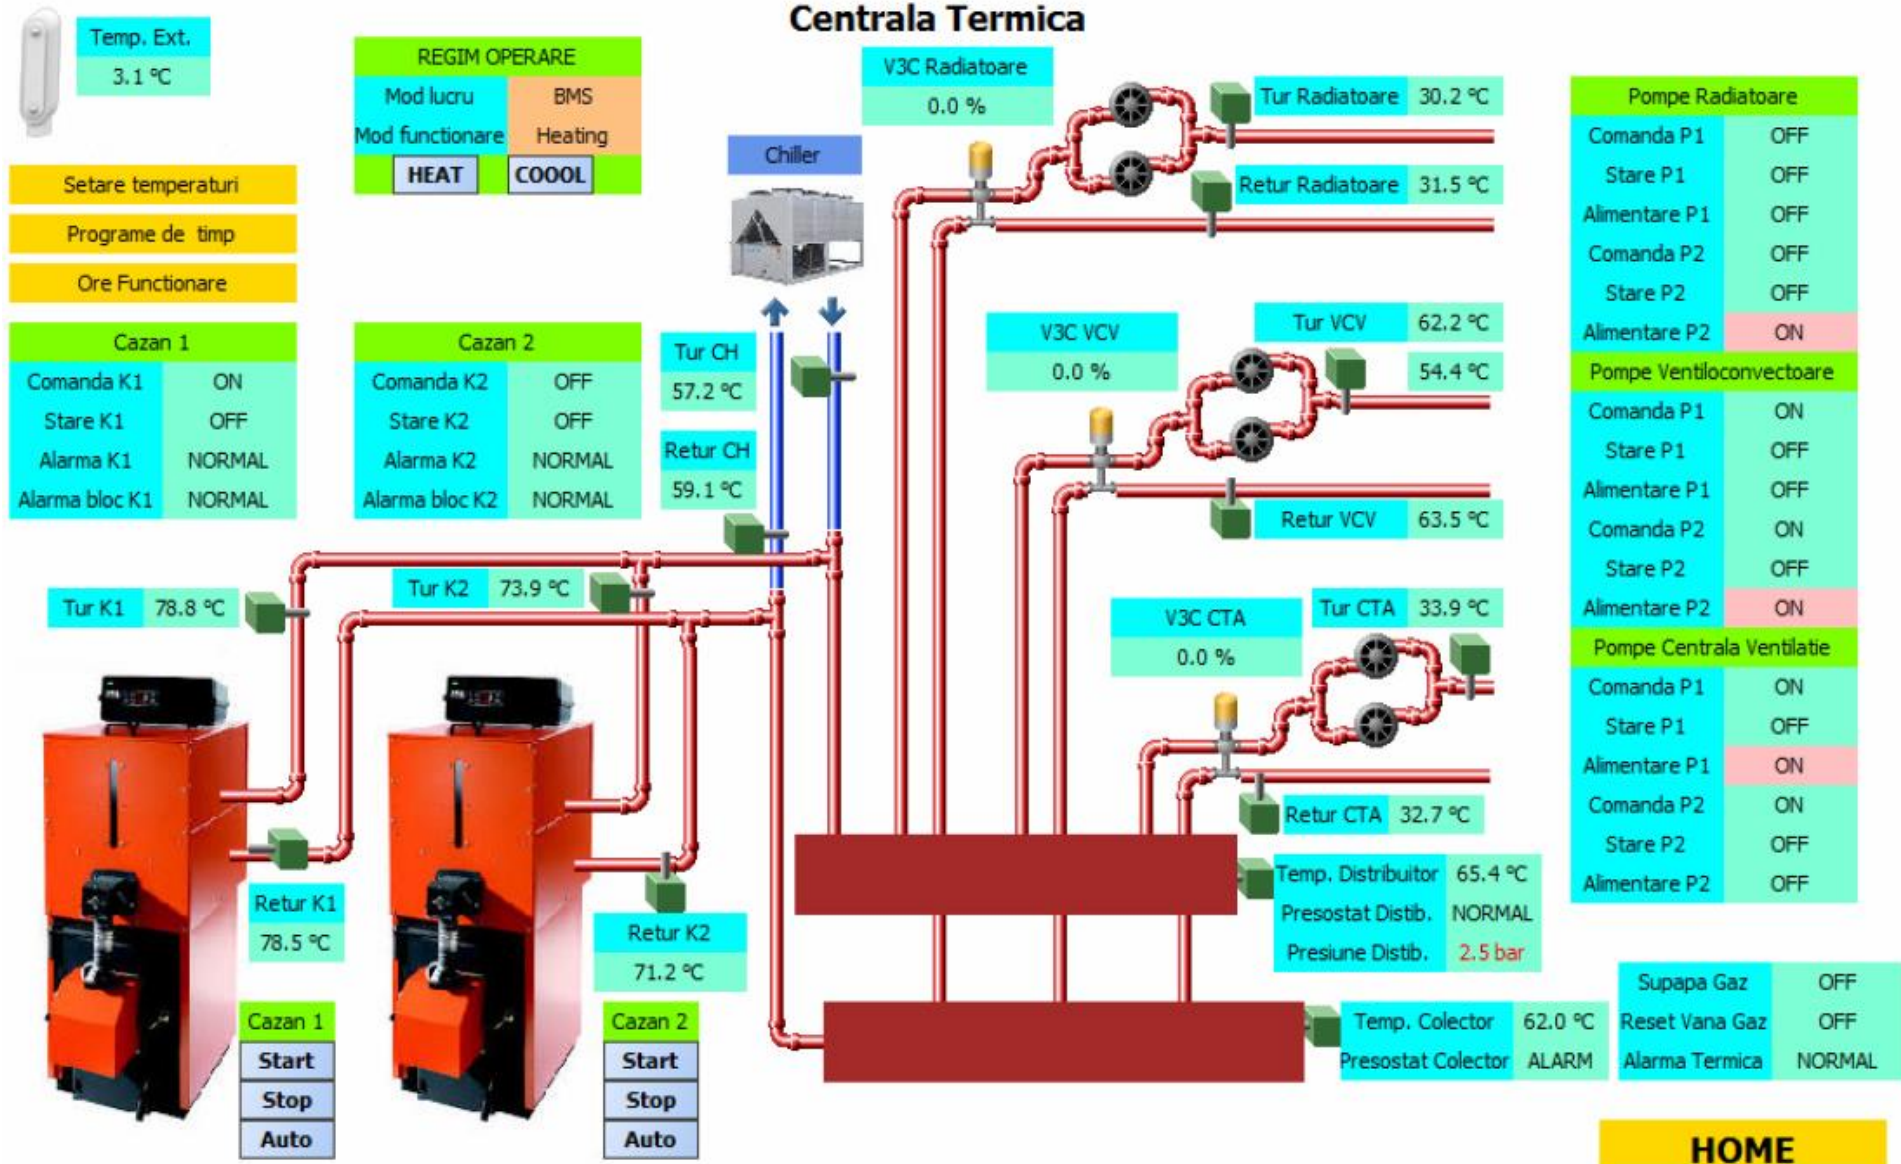 Centrala Termica
Temp. Ext.
3.1 °C
REGIM OPERARE
Mod lucru BMS
Mod functionare Heating
HEAT COOOL
Setare temperaturi
Programe de timp
Ore Functionare
Cazan 1
Comanda K1 ON
Stare K1 OFF
Alarma K1 NORMAL
Alarma bloc K1 NORMAL
Cazan 2
Comanda K2 OFF
Stare K2 OFF
Alarma K2 NORMAL
Alarma bloc K2 NORMAL
Chiller
Tur CH
57.2 °C
Retur CH
59.1 °C
Tur K1 78.8 °C
Tur K2 73.9 °C
Retur K1
78.5 °C
Retur K2
71.2 °C
Cazan 1
Start
Stop
Auto
Cazan 2
Start
Stop
Auto
V3C Radiatoare
0.0 %
Tur Radiatoare 30.2 °C
Retur Radiatoare 31.5 °C
V3C VCV
0.0 %
Tur VCV 62.2 °C
54.4 °C
Retur VCV 63.5 °C
V3C CTA
0.0 %
Tur CTA 33.9 °C
Retur CTA 32.7 °C
Temp. Distribuitor 65.4 °C
Presostat Distib. NORMAL
Presiune Distib. 2.5 bar
Temp. Colector 62.0 °C
Presostat Colector ALARM
Pompe Radiatoare
Comanda P1 OFF
Stare P1 OFF
Alimentare P1 OFF
Comanda P2 OFF
Stare P2 OFF
Alimentare P2 ON
Pompe Ventiloconvectoare
Comanda P1 ON
Stare P1 OFF
Alimentare P1 OFF
Comanda P2 ON
Stare P2 OFF
Alimentare P2 ON
Pompe Centrala Ventilatie
Comanda P1 ON
Stare P1 OFF
Alimentare P1 ON
Comanda P2 ON
Stare P2 OFF
Alimentare P2 OFF
Supapa Gaz OFF
Reset Vana Gaz OFF
Alarma Termica NORMAL
HOME